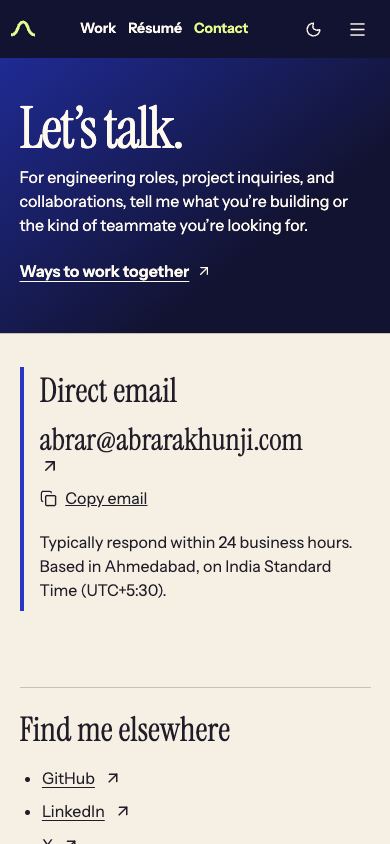 Work Résumé Contact
Let's talk.
For engineering roles, project inquiries, and
collaborations, tell me what you're building or
the kind of teammate you're looking for.
Ways to work together ↗
Direct email
abrar@abrarakhunji.com
↗
Copy email
Typically respond within 24 business hours.
Based in Ahmedabad, on India Standard
Time (UTC+5:30).
Find me elsewhere
• GitHub ↗
• LinkedIn ↗
• X ↗